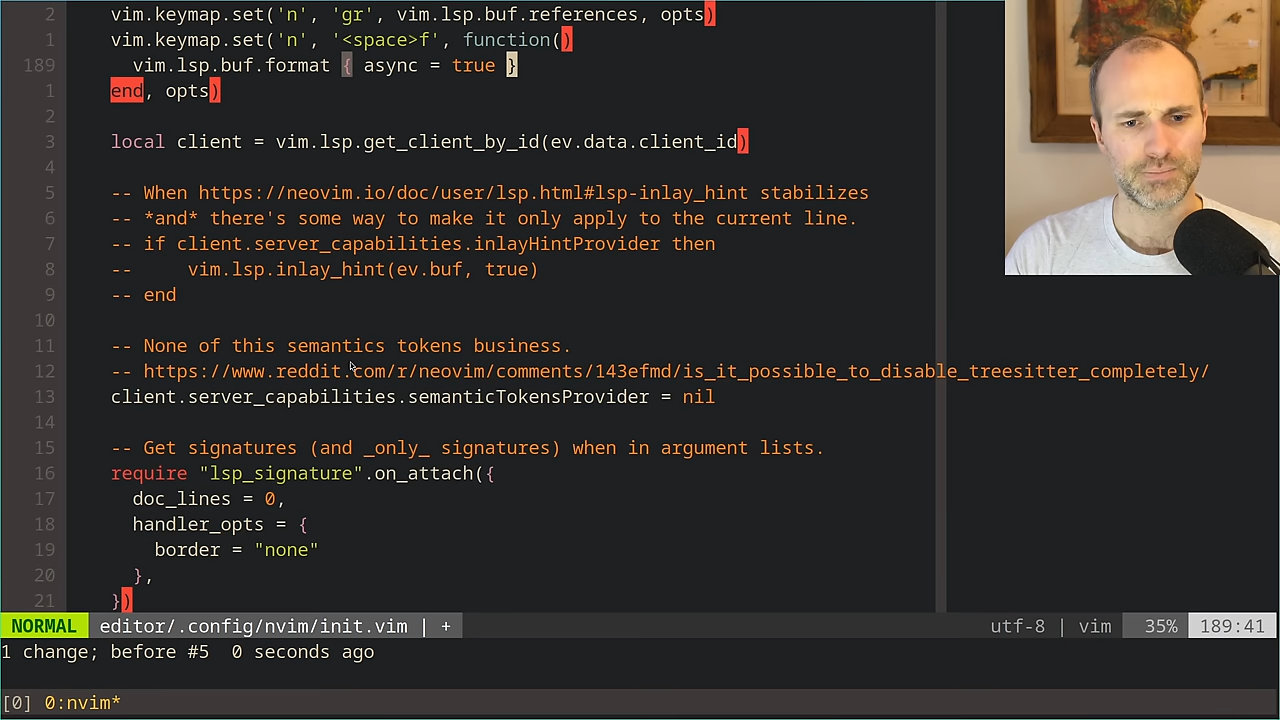 2 vim.keymap.set('n', 'gr', vim.lsp.buf.references, opts)
1 vim.keymap.set('n', '<space>f', function()
189 vim.lsp.buf.format { async = true }
1 end, opts)
2
3 local client = vim.lsp.get_client_by_id(ev.data.client_id)
4
5 -- When https://neovim.io/doc/user/lsp.html#lsp-inlay_hint stabilizes
6 -- *and* there's some way to make it only apply to the current line.
7 -- if client.server_capabilities.inlayHintProvider then
8 --     vim.lsp.inlay_hint(ev.buf, true)
9 -- end
10
11 -- None of this semantics tokens business.
12 -- https://www.reddit.com/r/neovim/comments/143efmd/is_it_possible_to_disable_treesitter_completely/
13 client.server_capabilities.semanticTokensProvider = nil
14
15 -- Get signatures (and _only_ signatures) when in argument lists.
16 require "lsp_signature".on_attach({
17 doc_lines = 0,
18 handler_opts = {
19 border = "none"
20 },
21 })
NORMAL editor/.config/nvim/init.vim | + utf-8 | vim 35% 189:41
1 change; before #5  0 seconds ago
[0] 0:nvim*